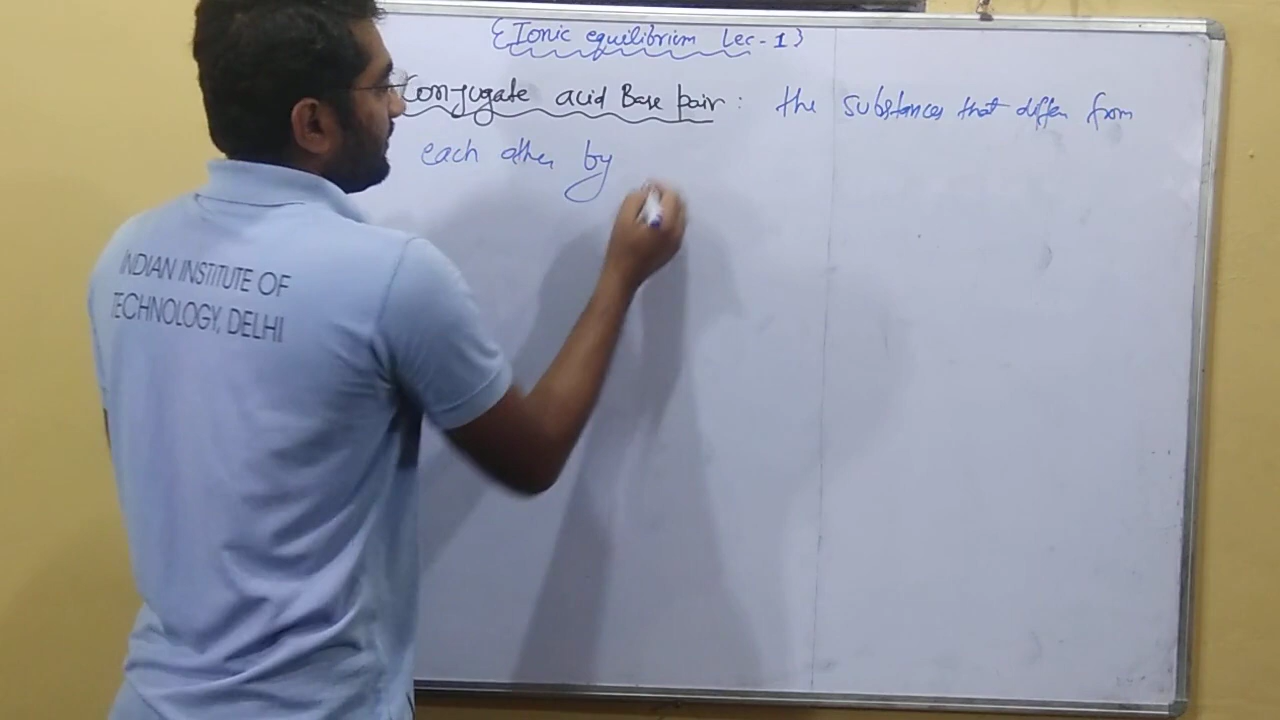 {Ionic equilibrium Lec-1}
Conjugate acid Base pair: the substances that differ from
each other by
INDIAN INSTITUTE OF
TECHNOLOGY, DELHI